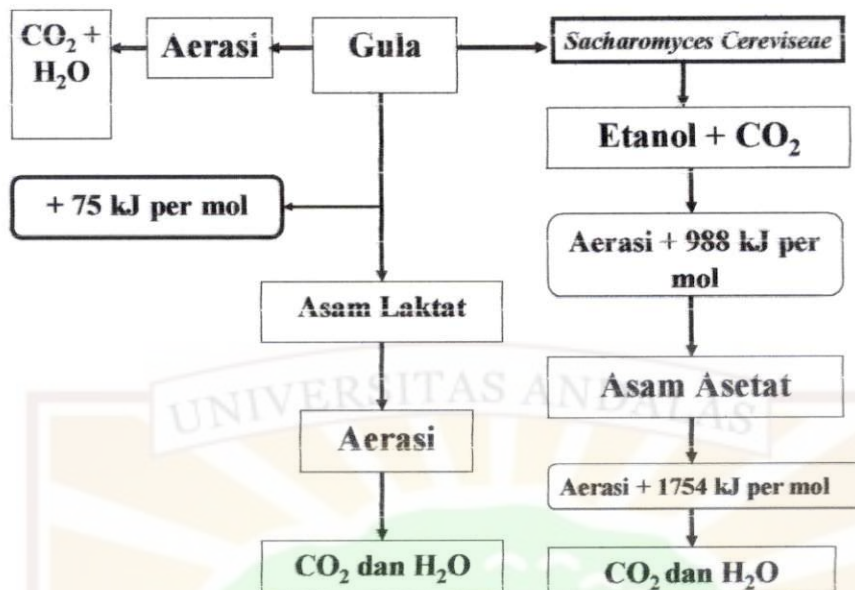 CO₂ +
H₂O
Aerasi
Gula
Sacharomyces Cereviseae
Etanol + CO₂
+ 75 kJ per mol
Aerasi + 988 kJ per
mol
Asam Laktat
Asam Asetat
UNIVERSITAS ANDALAS
Aerasi
Aerasi + 1754 kJ per mol
CO₂ dan H₂O
CO₂ dan H₂O